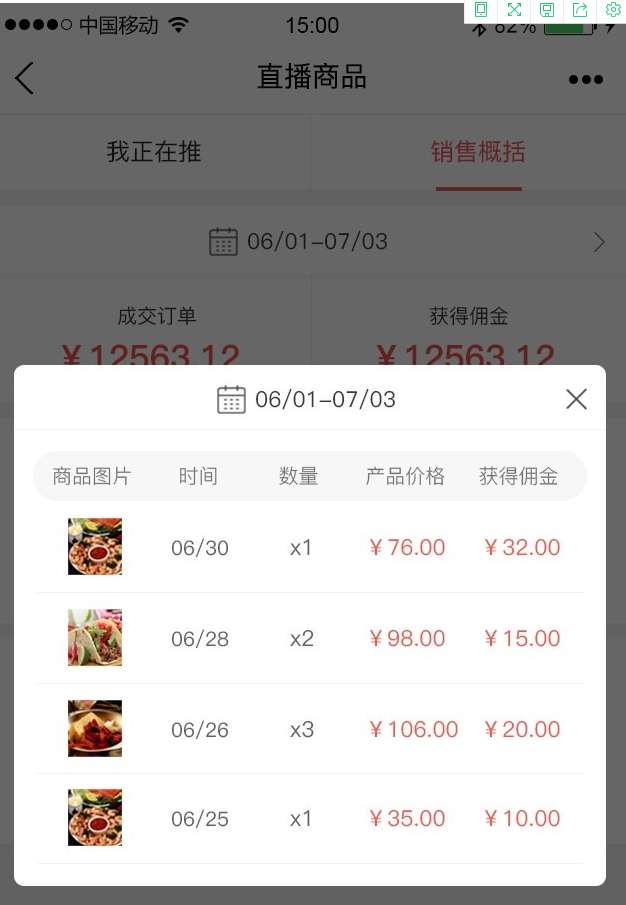 中国移动 15:00 82%
直播商品
我正在推 销售概括
06/01-07/03
成交订单 获得佣金
¥12563.12 ¥12563.12
06/01-07/03
商品图片 时间 数量 产品价格 获得佣金
06/30 x1 ¥76.00 ¥32.00
06/28 x2 ¥98.00 ¥15.00
06/26 x3 ¥106.00 ¥20.00
06/25 x1 ¥35.00 ¥10.00